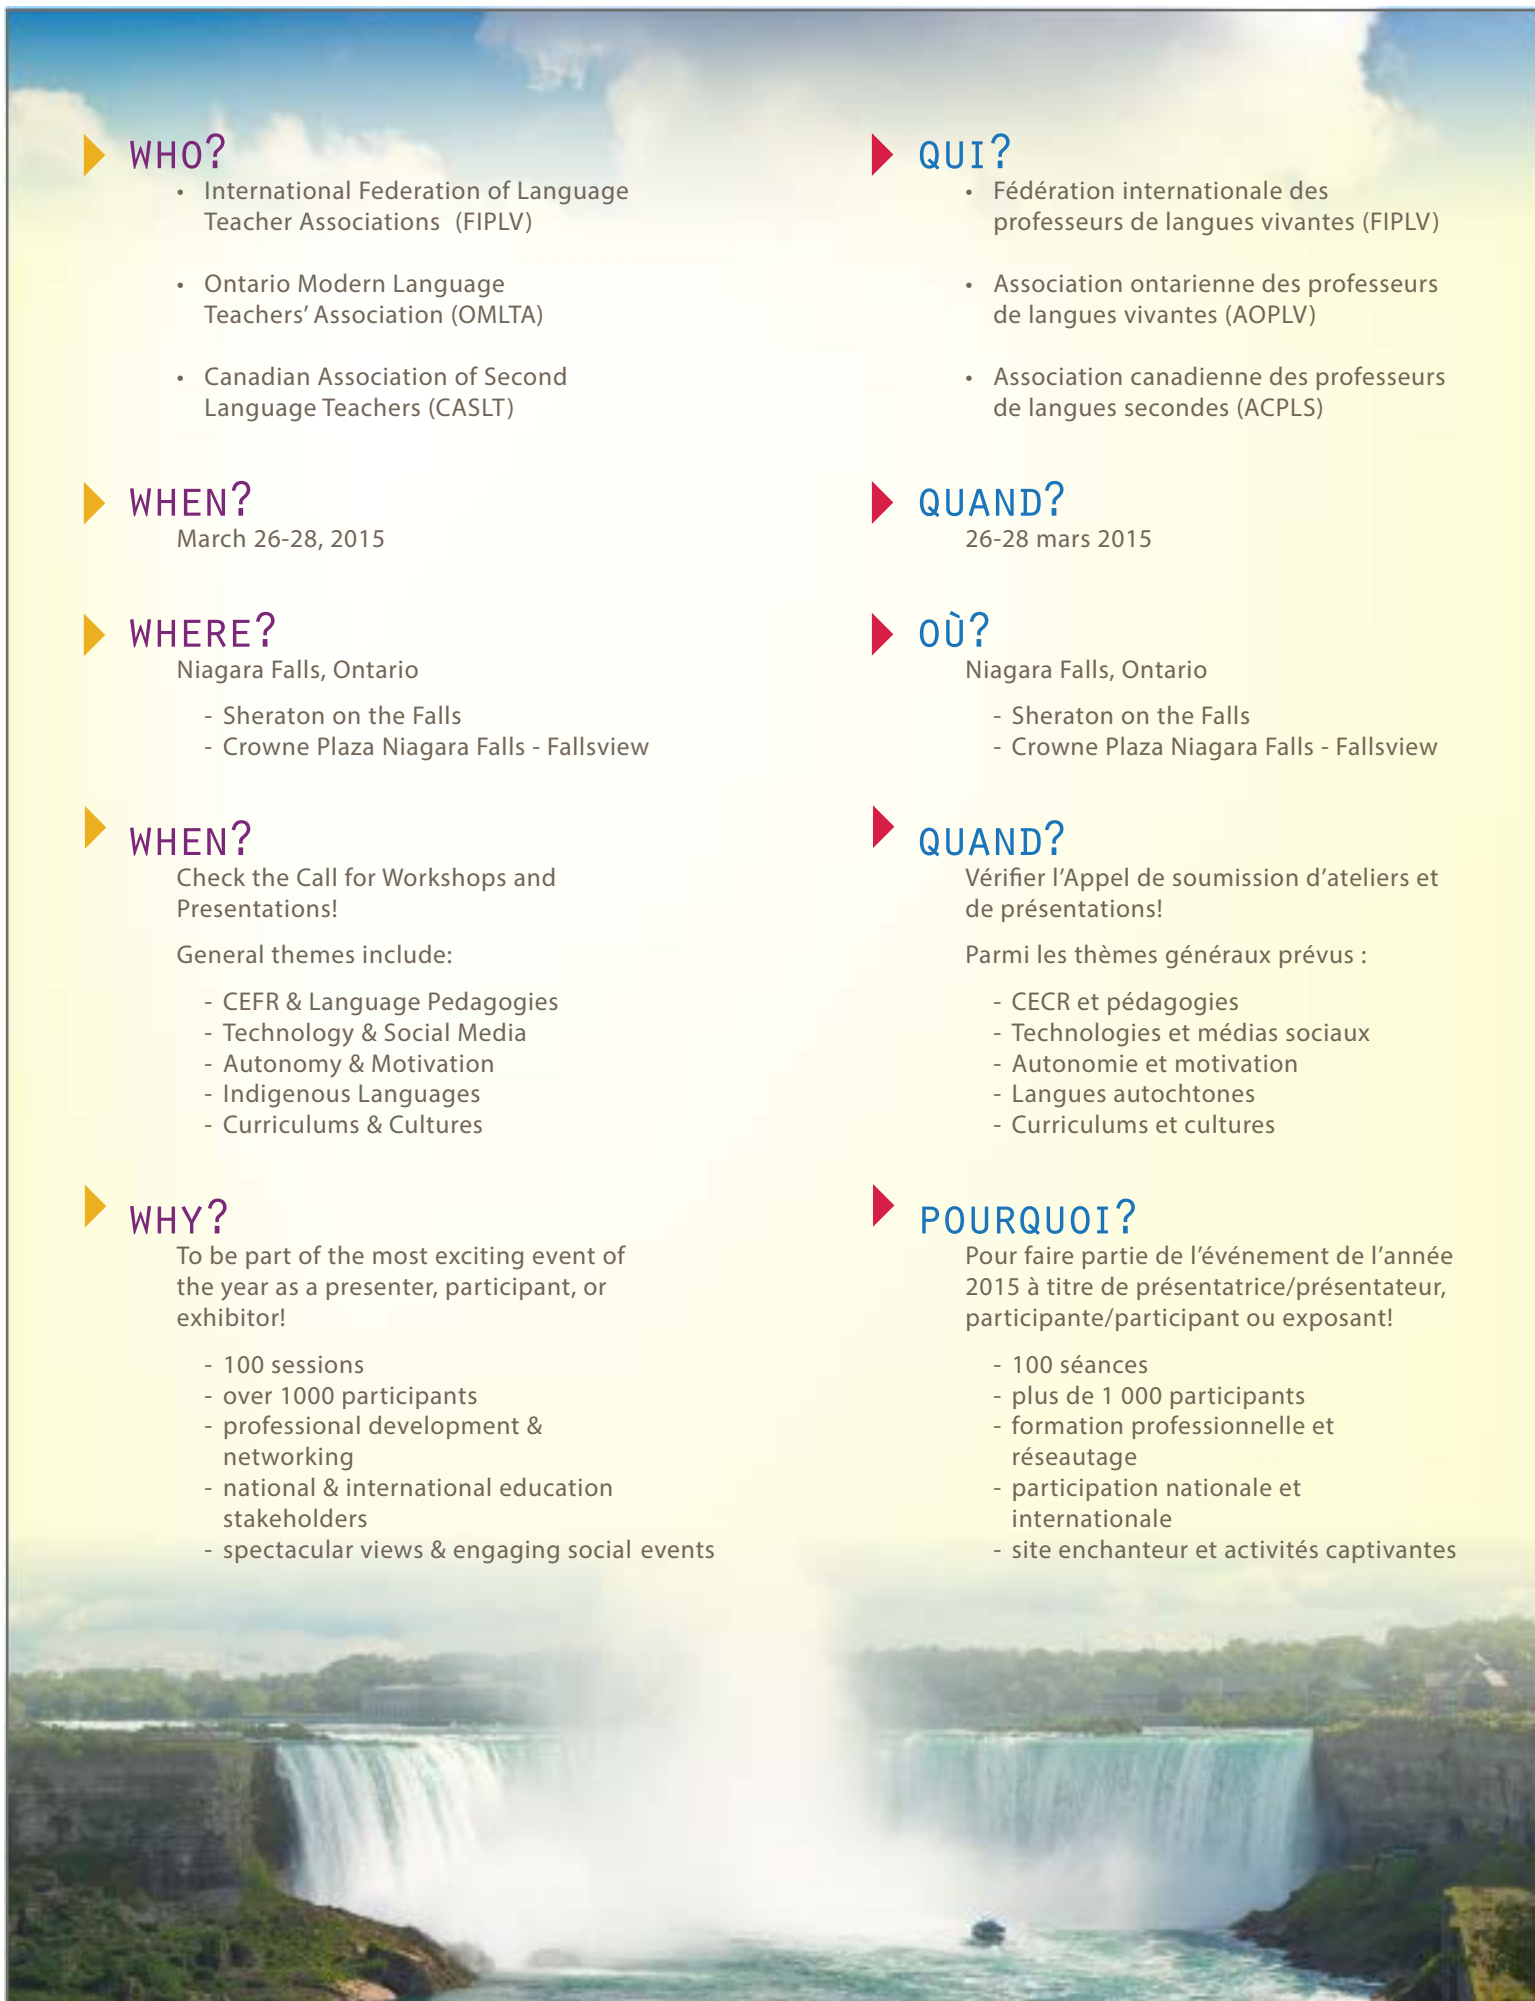 WHO?
• International Federation of Language
Teacher Associations (FIPLV)
• Ontario Modern Language
Teachers’ Association (OMLTA)
• Canadian Association of Second
Language Teachers (CASLT)
WHEN?
March 26-28, 2015
WHERE?
Niagara Falls, Ontario
- Sheraton on the Falls
- Crowne Plaza Niagara Falls - Fallsview
WHEN?
Check the Call for Workshops and
Presentations!
General themes include:
- CEFR & Language Pedagogies
- Technology & Social Media
- Autonomy & Motivation
- Indigenous Languages
- Curriculums & Cultures
WHY?
To be part of the most exciting event of
the year as a presenter, participant, or
exhibitor!
- 100 sessions
- over 1000 participants
- professional development &
networking
- national & international education
stakeholders
- spectacular views & engaging social events
QUI?
• Fédération internationale des
professeurs de langues vivantes (FIPLV)
• Association ontarienne des professeurs
de langues vivantes (AOPLV)
• Association canadienne des professeurs
de langues secondes (ACPLS)
QUAND?
26-28 mars 2015
OÙ?
Niagara Falls, Ontario
- Sheraton on the Falls
- Crowne Plaza Niagara Falls - Fallsview
QUAND?
Vérifier l’Appel de soumission d’ateliers et
de présentations!
Parmi les thèmes généraux prévus :
- CECR et pédagogies
- Technologies et médias sociaux
- Autonomie et motivation
- Langues autochtones
- Curriculums et cultures
POURQUOI?
Pour faire partie de l’événement de l’année
2015 à titre de présentatrice/présentateur,
participante/participant ou exposant!
- 100 séances
- plus de 1 000 participants
- formation professionnelle et
réseautage
- participation nationale et
internationale
- site enchanteur et activités captivantes